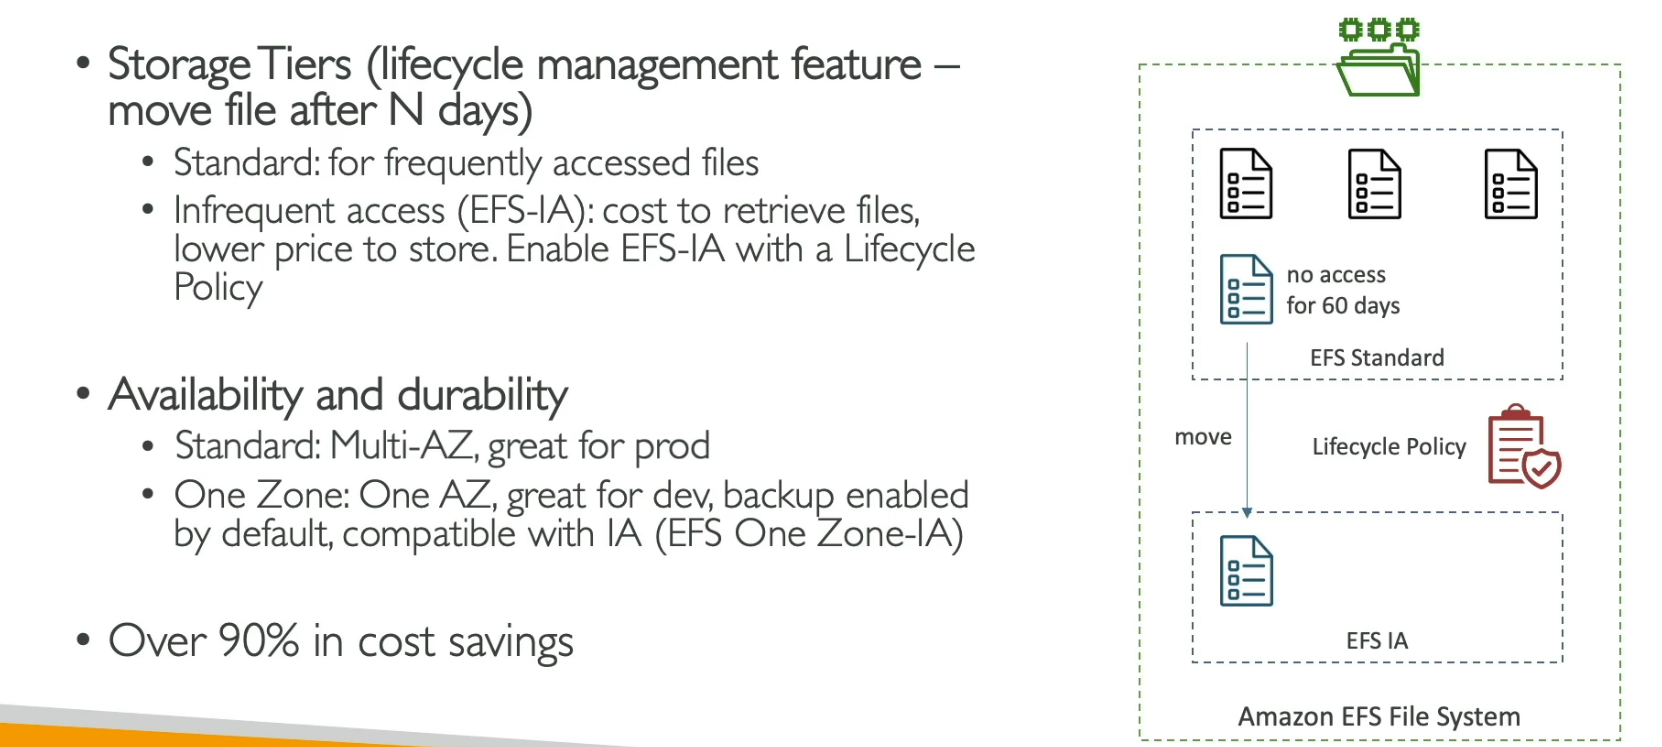 • Storage Tiers (lifecycle management feature –
move file after N days)
• Standard: for frequently accessed files
• Infrequent access (EFS-IA): cost to retrieve files,
lower price to store. Enable EFS-IA with a Lifecycle
Policy
• Availability and durability
• Standard: Multi-AZ, great for prod
• One Zone: One AZ, great for dev, backup enabled
by default, compatible with IA (EFS One Zone-IA)
• Over 90% in cost savings
no access
for 60 days
EFS Standard
move
Lifecycle Policy
EFS IA
Amazon EFS File System